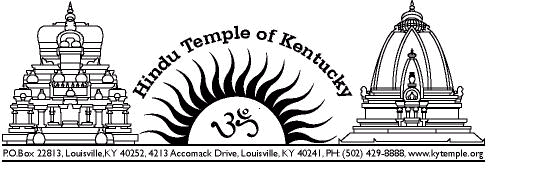 Hindu Temple of Kentucky
ॐ
P.O.Box 22813, Louisville,KY 40252, 4213 Accomack Drive, Louisville, KY 40241, PH: (502) 429-8888, www.kytemple.org